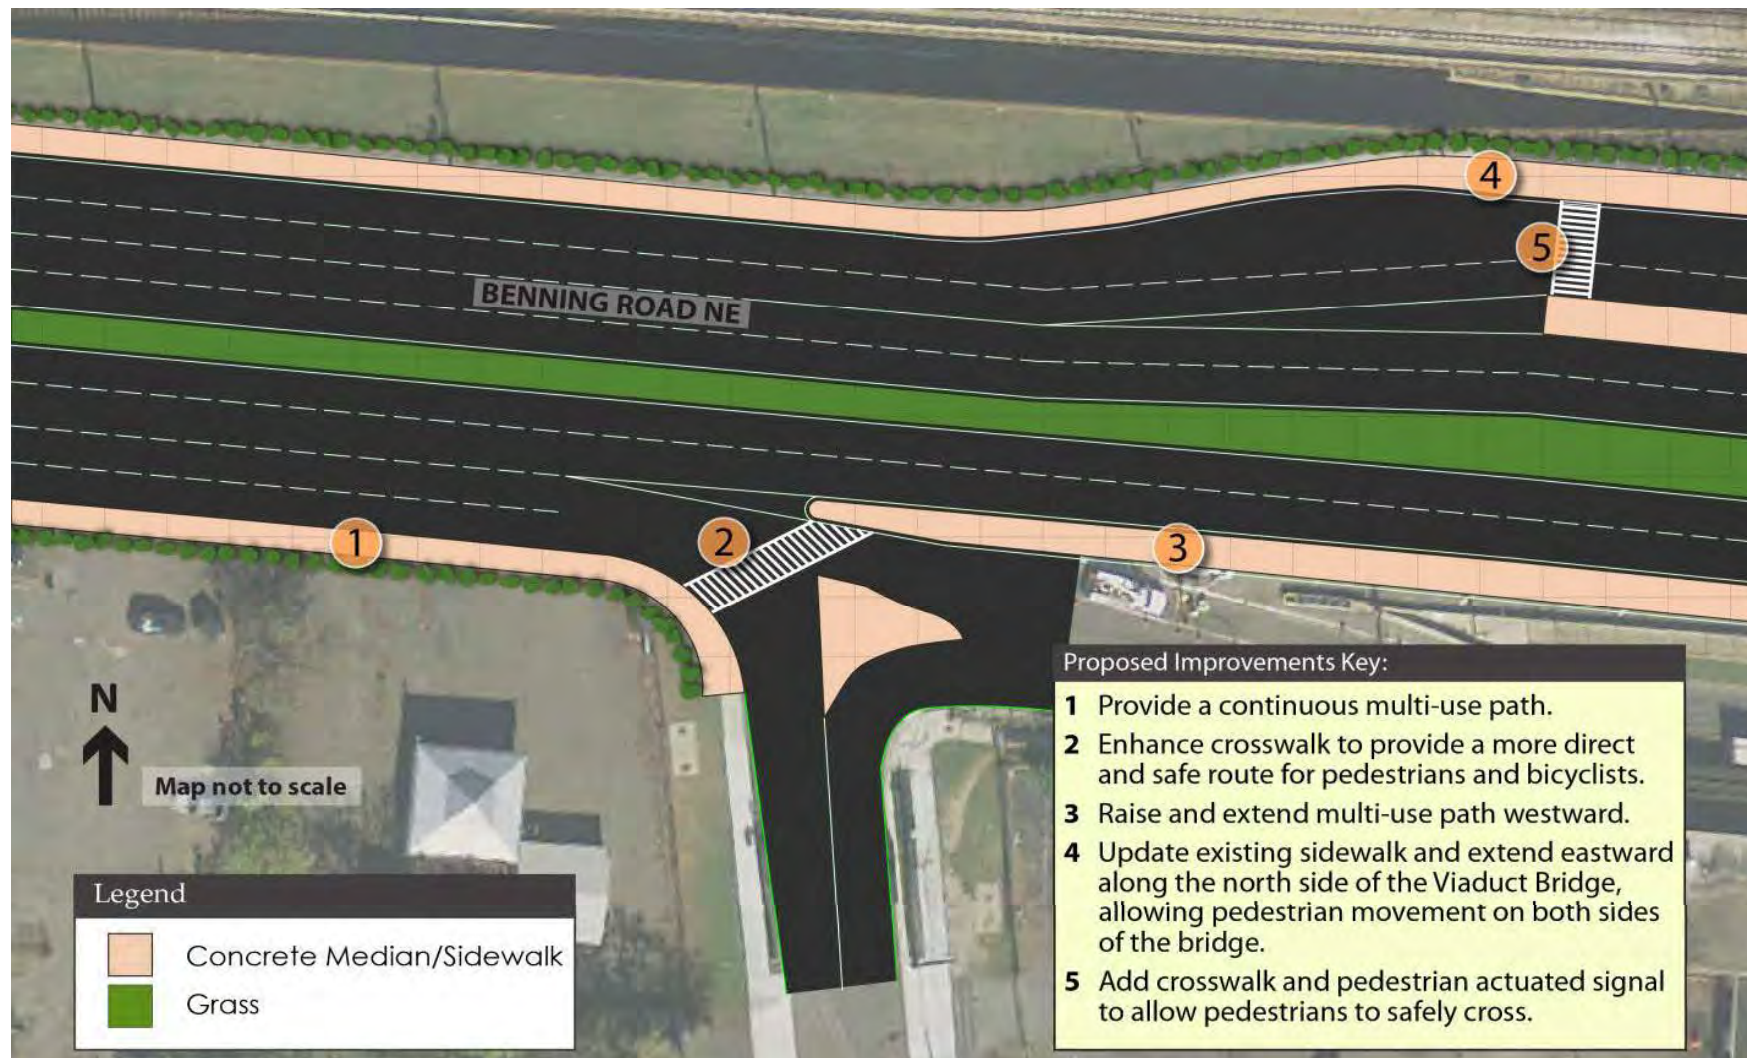 4
5
BENNING ROAD NE
1
2
3
N
Map not to scale
Legend
Concrete Median/Sidewalk
Grass
Proposed Improvements Key:
1 Provide a continuous multi-use path.
2 Enhance crosswalk to provide a more direct
and safe route for pedestrians and bicyclists.
3 Raise and extend multi-use path westward.
4 Update existing sidewalk and extend eastward
along the north side of the Viaduct Bridge,
allowing pedestrian movement on both sides
of the bridge.
5 Add crosswalk and pedestrian actuated signal
to allow pedestrians to safely cross.